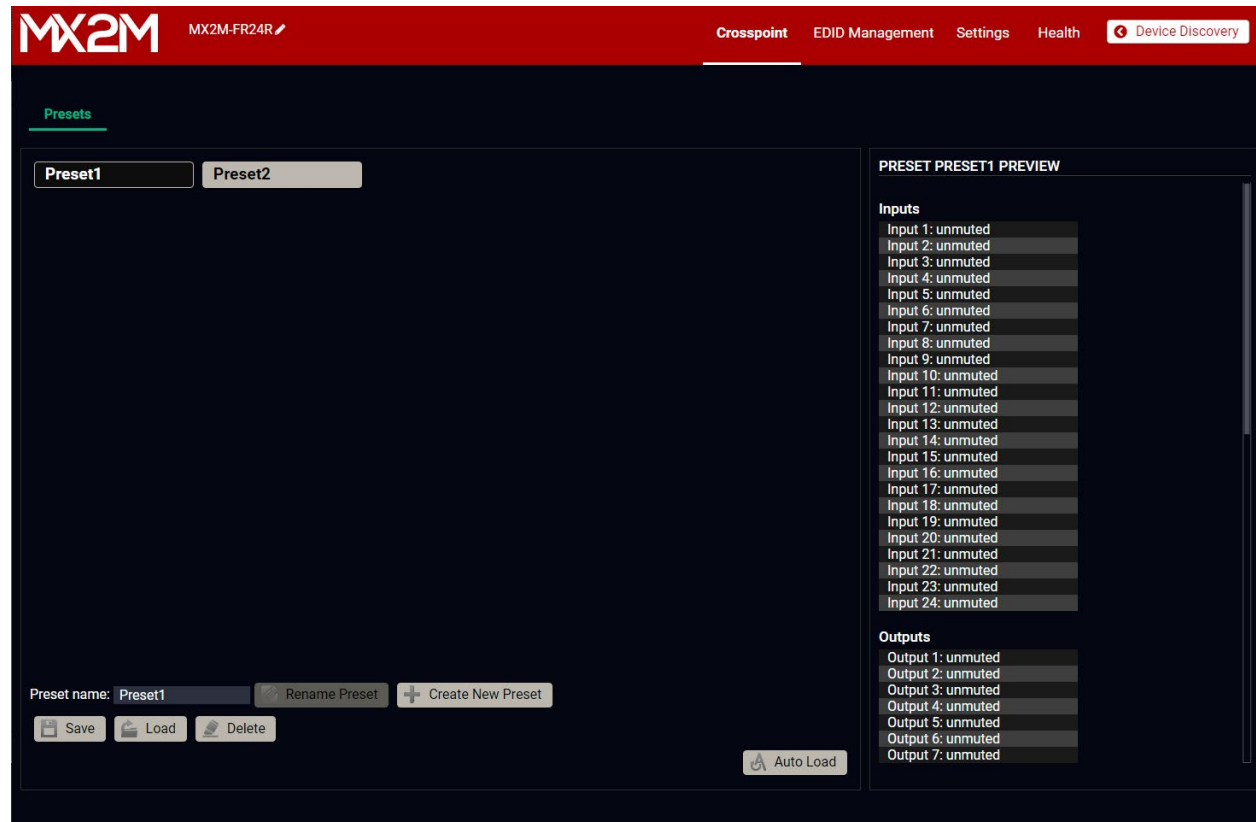 MX2M
MX2M-FR24R
Crosspoint
EDID Management
Settings
Health
Device Discovery
Presets
Preset1
Preset2
Preset name:
Preset1
Rename Preset
Create New Preset
Save
Load
Delete
Auto Load
PRESET PRESET1 PREVIEW
Inputs
Input 1: unmuted
Input 2: unmuted
Input 3: unmuted
Input 4: unmuted
Input 5: unmuted
Input 6: unmuted
Input 7: unmuted
Input 8: unmuted
Input 9: unmuted
Input 10: unmuted
Input 11: unmuted
Input 12: unmuted
Input 13: unmuted
Input 14: unmuted
Input 15: unmuted
Input 16: unmuted
Input 17: unmuted
Input 18: unmuted
Input 19: unmuted
Input 20: unmuted
Input 21: unmuted
Input 22: unmuted
Input 23: unmuted
Input 24: unmuted
Outputs
Output 1: unmuted
Output 2: unmuted
Output 3: unmuted
Output 4: unmuted
Output 5: unmuted
Output 6: unmuted
Output 7: unmuted